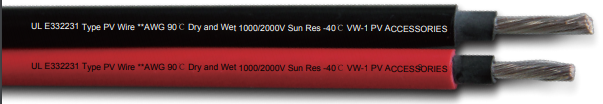 UL E332231 Type PV Wire **AWG 90℃ Dry and Wet 1000/2000V Sun Res -40℃ VW-1 PV ACCESSORIES
UL E332231 Type PV Wire **AWG 90℃ Dry and Wet 1000/2000V Sun Res -40℃ VW-1 PV ACCESSORIES